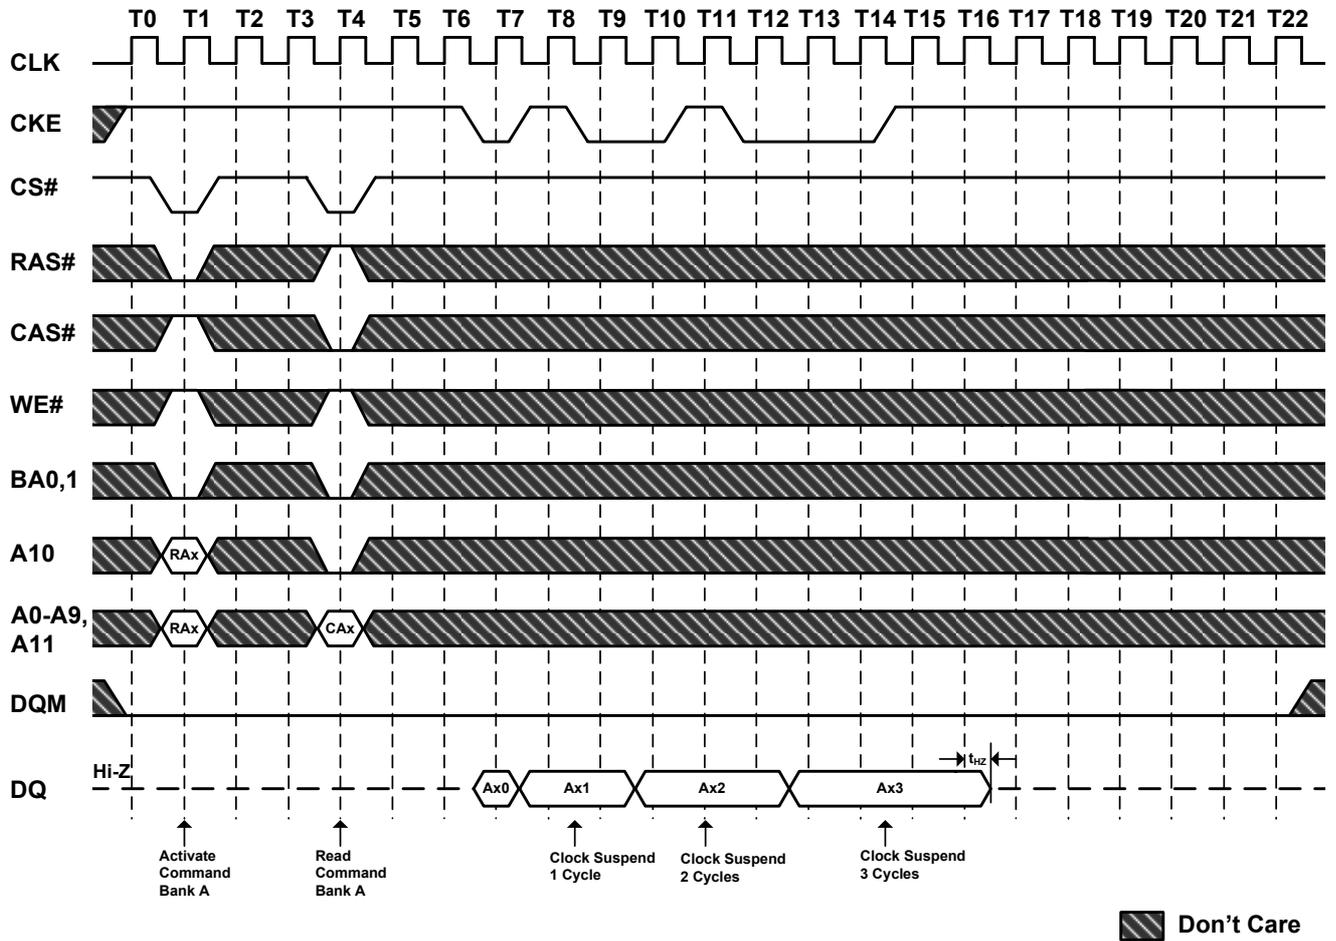 T0 T1 T2 T3 T4 T5 T6 T7 T8 T9 T10 T11 T12 T13 T14 T15 T16 T17 T18 T19 T20 T21 T22
CLK
CKE
CS#
RAS#
CAS#
WE#
BA0,1
A10
RAx
A0-A9,
A11
RAx
CAx
DQM
tHZ
Hi-Z
DQ
Ax0
Ax1
Ax2
Ax3
Activate
Command
Bank A
Read
Command
Bank A
Clock Suspend
1 Cycle
Clock Suspend
2 Cycles
Clock Suspend
3 Cycles
Don't Care